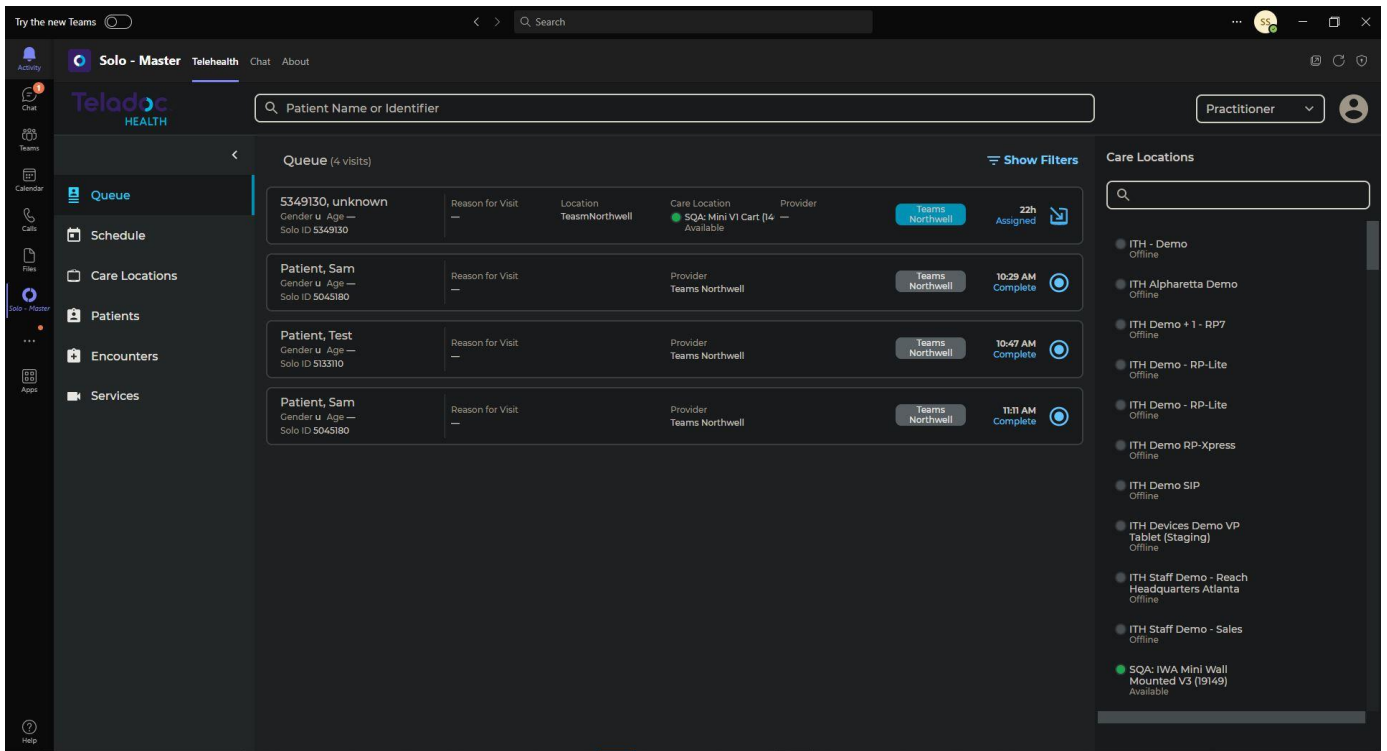 Try the new Teams
Search
SS
Activity
Solo - Master Telehealth Chat About
1
Chat
Teladoc
HEALTH
Patient Name or Identifier
Practitioner
Teams
Calendar
Calls
Files
Solo - Master
Apps
Help
Queue
Schedule
Care Locations
Patients
Encounters
Services
Queue (4 visits)
Show Filters
5349130, unknown
Gender u Age —
Solo ID 5349130
Reason for Visit
—
Location
TeasmNorthwell
Care Location
SQA: Mini V1 Cart (14
Available
Provider
—
Teams
Northwell
22h
Assigned
Patient, Sam
Gender u Age —
Solo ID 5045180
Reason for Visit
—
Provider
Teams Northwell
Teams
Northwell
10:29 AM
Complete
Patient, Test
Gender u Age —
Solo ID 5133110
Reason for Visit
—
Provider
Teams Northwell
Teams
Northwell
10:47 AM
Complete
Patient, Sam
Gender u Age —
Solo ID 5045180
Reason for Visit
—
Provider
Teams Northwell
Teams
Northwell
11:11 AM
Complete
Care Locations
ITH - Demo
Offline
ITH Alpharetta Demo
Offline
ITH Demo + 1 - RP7
Offline
ITH Demo - RP-Lite
Offline
ITH Demo - RP-Lite
Offline
ITH Demo RP-Xpress
Offline
ITH Demo SIP
Offline
ITH Devices Demo VP
Tablet (Staging)
Offline
ITH Staff Demo - Reach
Headquarters Atlanta
Offline
ITH Staff Demo - Sales
Offline
SQA: IWA Mini Wall
Mounted V3 (19149)
Available